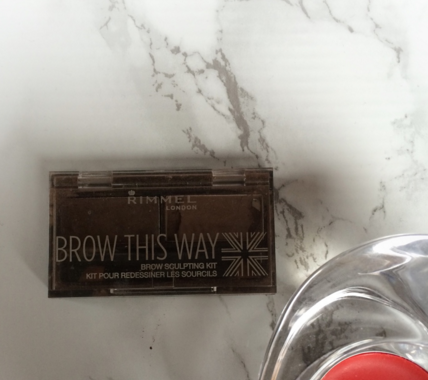 RIMMEL
LONDON
BROW THIS WAY
BROW SCULPTING KIT
KIT POUR REDESSINER LES SOURCILS